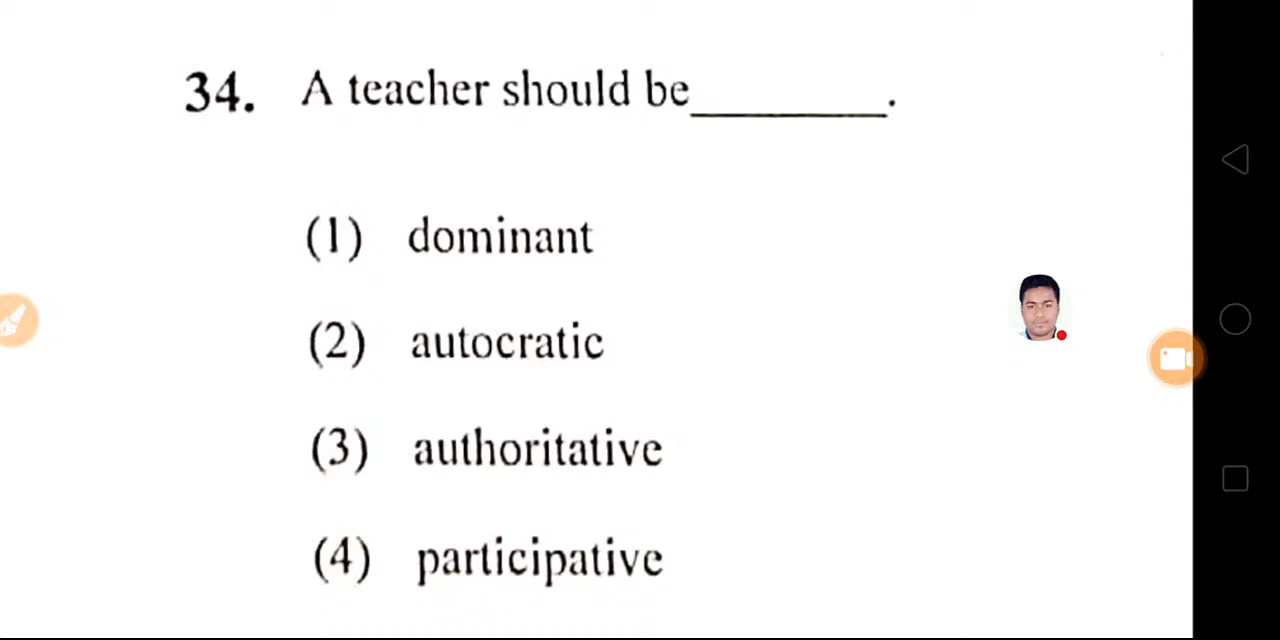 34. A teacher should be________.
(1) dominant
(2) autocratic
(3) authoritative
(4) participative